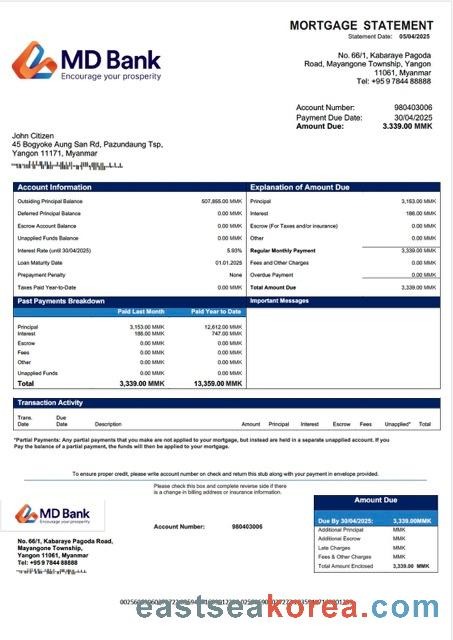 MORTGAGE STATEMENT
Statement Date: 05/04/2025
MD Bank
Encourage your prosperity
No. 66/1, Kabaraye Pagoda
Road, Mayangone Township, Yangon
11061, Myanmar
Tel: +95 9 7844 88888
Account Number: 980403006
Payment Due Date: 30/04/2025
Amount Due: 3.339.00 MMK
John Citizen
45 Bogyoke Aung San Rd, Pazundaung Tsp,
Yangon 11171, Myanmar
Account Information
Outsiding Principal Balance 507,855.00 MMK
Deferred Principal Balance 0.00 MMK
Escrow Account Balance 0.00 MMK
Unapplied Funds Balance 0.00 MMK
Interest Rate (until 30/04/2025) 5.93%
Loan Maturity Date 01.01.2025
Prepayment Penalty None
Taxes Paid Year-to-Date 0.00 MMK
Explanation of Amount Due
Principal 3,153.00 MMK
Interest 186.00 MMK
Escrow (For Taxes and/or insurance) 0.00 MMK
Other 0.00 MMK
Regular Monthly Payment 3,339.00 MMK
Fees and Other Charges 0.00 MMK
Overdue Payment 0.00 MMK
Total Amount Due 3,339.00 MMK
Past Payments Breakdown
Paid Last Month Paid Year to Date
Principal 3,153.00 MMK 12,612.00 MMK
Interest 186.00 MMK 747.00 MMK
Escrow 0.00 MMK 0.00 MMK
Fees 0.00 MMK 0.00 MMK
Other 0.00 MMK 0.00 MMK
Unapplied Funds 0.00 MMK 0.00 MMK
Total 3,339.00 MMK 13,359.00 MMK
Important Messages
Transaction Activity
Trans. Date Due Date Description Amount Principal Interest Escrow Fees Unapplied* Total
*Partial Payments: Any partial payments that you make are not applied to your mortgage, but instead are held in a separate unapplied account. If you
Pay the balance of a partial payment, the funds will then be applied to your mortgage.
To ensure proper credit, please write account number on check and return this stub along with your payment in envelope provided.
Please check this box and complete reverse side if there
is a change in billing address or insurance information.
MD Bank
Encourage your prosperity
Account Number: 980403006
No. 66/1, Kabaraye Pagoda Road,
Mayangone Township,
Yangon 11061, Myanmar
Tel: +95 9 7844 88888
Amount Due
Due By 30/04/2025: 3,339.00MMK
Additional Principal MMK
Additional Escrow MMK
Late Charges MMK
Fees & Other Charges MMK
Total Amount Enclosed 3,339.00 MMK
eastseakorea.com